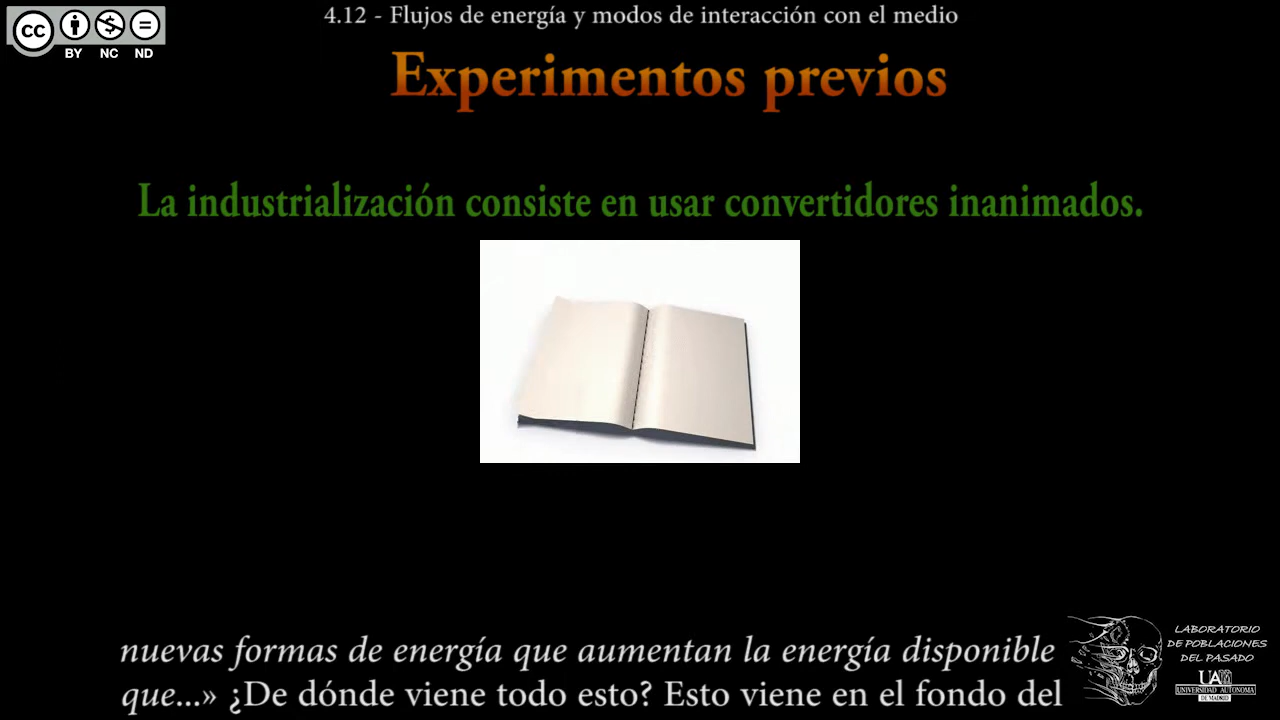 4.12 - Flujos de energía y modos de interacción con el medio
cc
BY NC ND
Experimentos previos
La industrialización consiste en usar convertidores inanimados.
nuevas formas de energía que aumentan la energía disponible
que...» ¿De dónde viene todo esto? Esto viene en el fondo del
LABORATORIO
DE POBLACIONES
DEL PASADO
UAM
UNIVERSIDAD AUTONOMA
DE MADRID